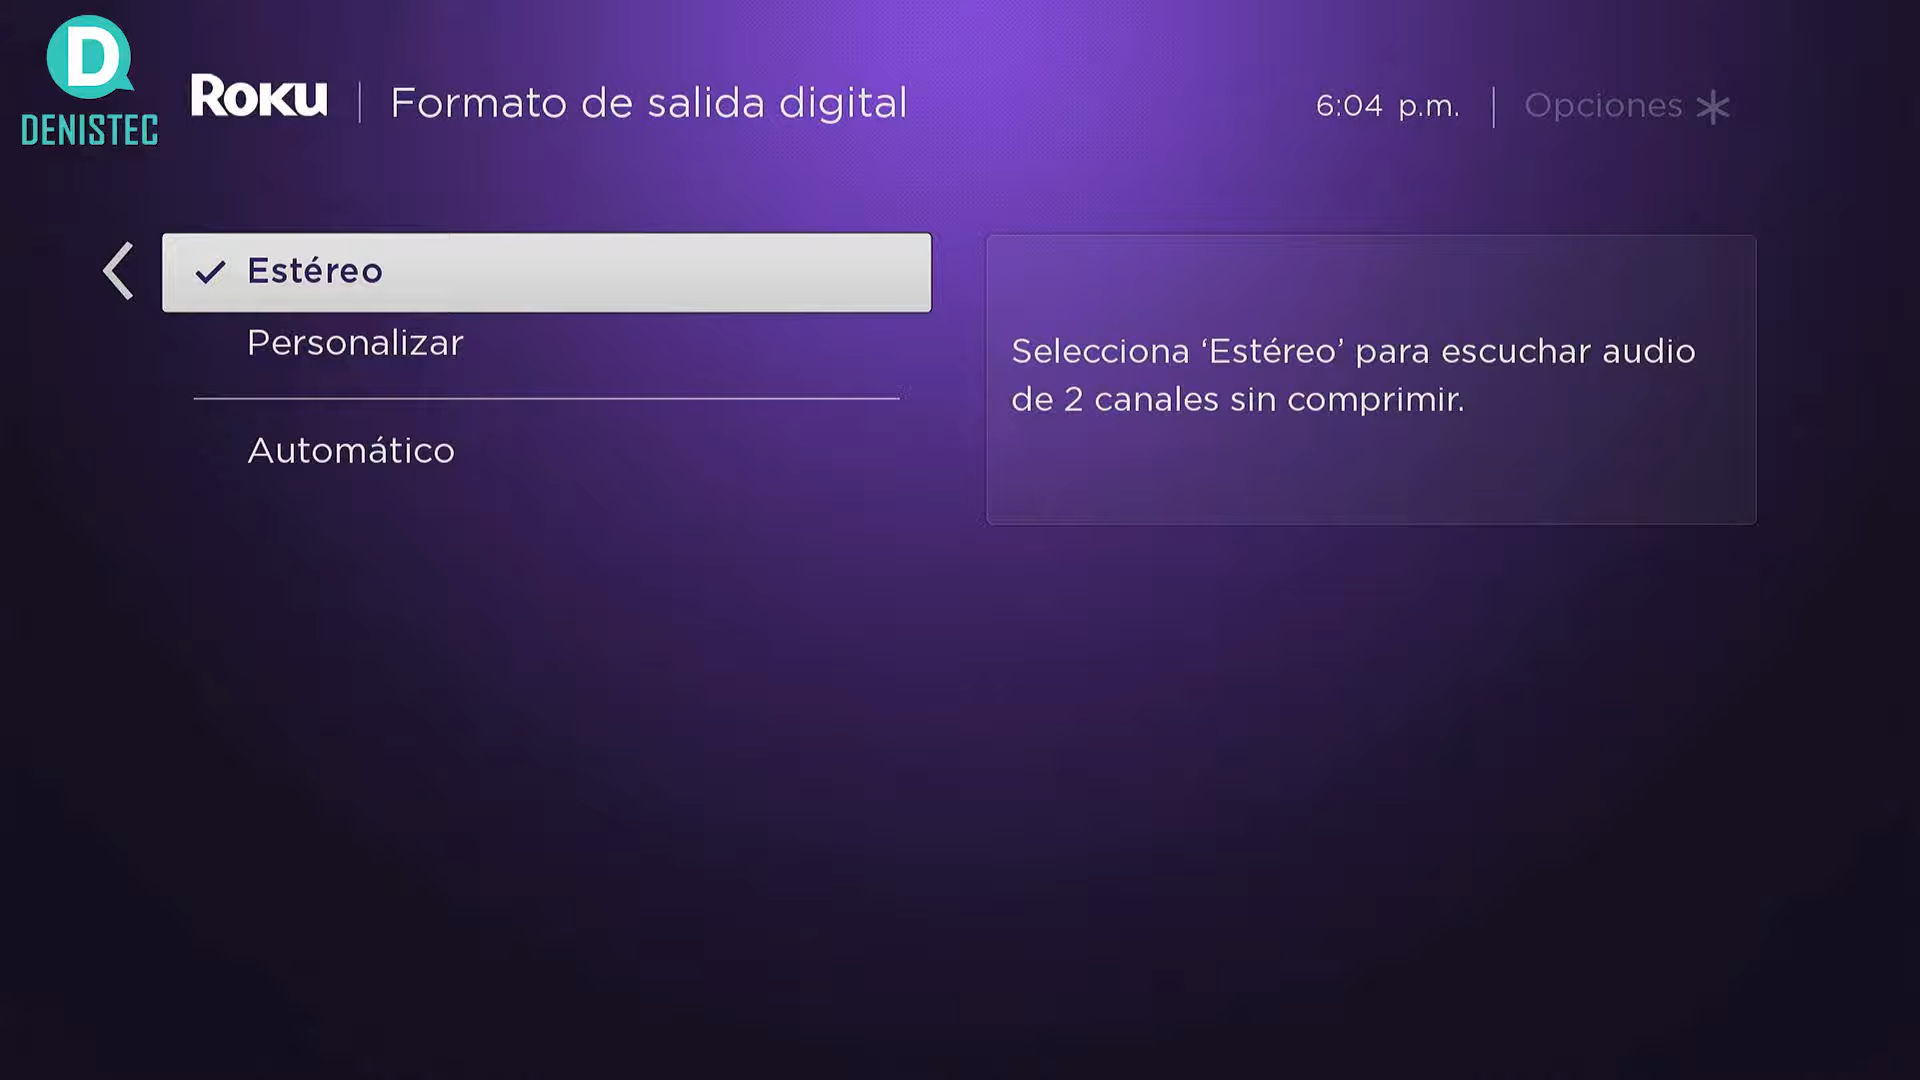 D
DENISTEC
Roku
Formato de salida digital
6:04 p.m.
Opciones
Estéreo
Personalizar
Automático
Selecciona ‘Estéreo’ para escuchar audio
de 2 canales sin comprimir.